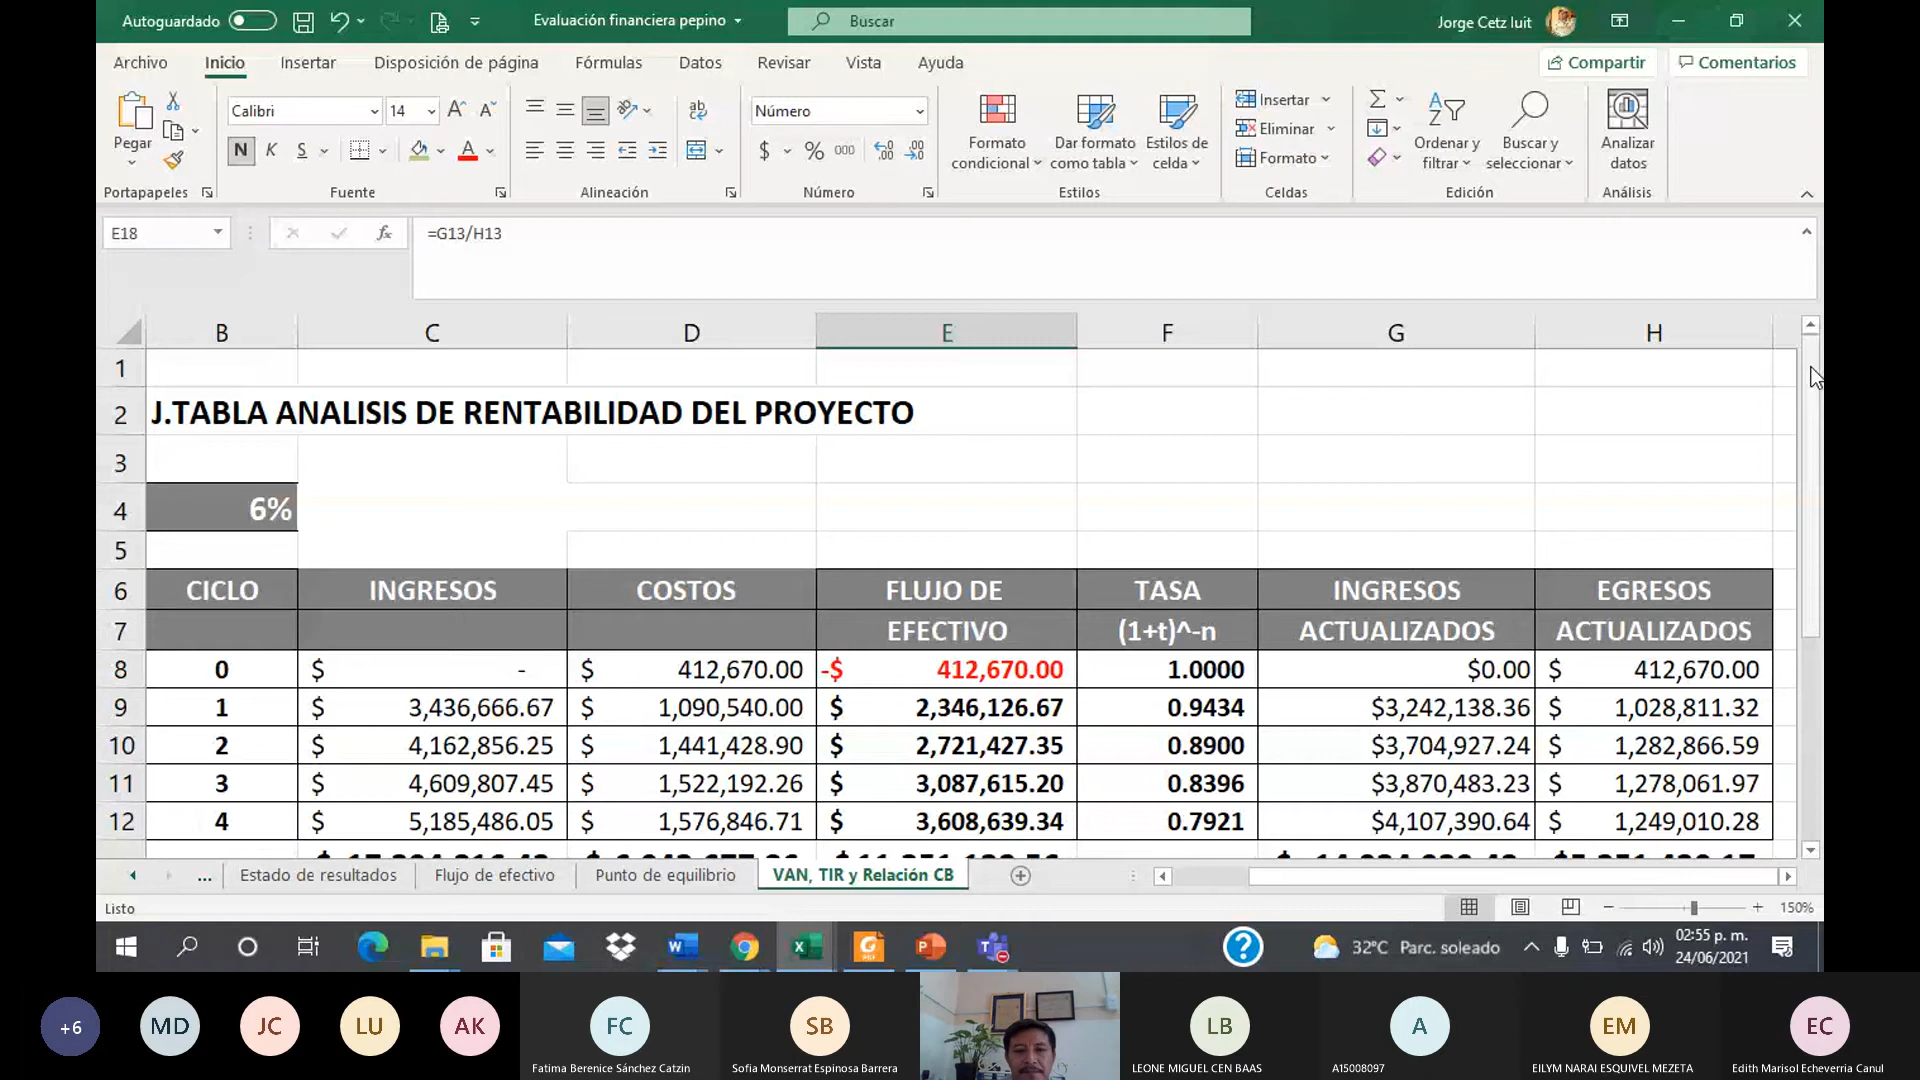 Autoguardado Evaluación financiera pepino Buscar Jorge Cetz luit
Archivo Inicio Insertar Disposición de página Fórmulas Datos Revisar Vista Ayuda Compartir Comentarios
Pegar Calibri 14 Número Formato condicional Dar formato como tabla Estilos de celda Insertar Eliminar Formato Ordenar y filtrar Buscar y seleccionar Analizar datos
N K S $ % 000
Portapapeles Fuente Alineación Número Estilos Celdas Edición Análisis
E18 fx =G13/H13
B C D E F G H
1
2 J.TABLA ANALISIS DE RENTABILIDAD DEL PROYECTO
3
4 6%
5
6 CICLO INGRESOS COSTOS FLUJO DE TASA INGRESOS EGRESOS
7 EFECTIVO (1+t)^-n ACTUALIZADOS ACTUALIZADOS
8 0 $ - $ 412,670.00 -$ 412,670.00 1.0000 $0.00 $ 412,670.00
9 1 $ 3,436,666.67 $ 1,090,540.00 $ 2,346,126.67 0.9434 $3,242,138.36 $ 1,028,811.32
10 2 $ 4,162,856.25 $ 1,441,428.90 $ 2,721,427.35 0.8900 $3,704,927.24 $ 1,282,866.59
11 3 $ 4,609,807.45 $ 1,522,192.26 $ 3,087,615.20 0.8396 $3,870,483.23 $ 1,278,061.97
12 4 $ 5,185,486.05 $ 1,576,846.71 $ 3,608,639.34 0.7921 $4,107,390.64 $ 1,249,010.28
... Estado de resultados Flujo de efectivo Punto de equilibrio VAN, TIR y Relación CB
Listo 150%
32°C Parc. soleado 02:55 p. m.
24/06/2021
+6 MD JC LU AK FC SB LB A EM EC
Fatima Berenice Sánchez Catzin Sofia Monserrat Espinosa Barrera LEONE MIGUEL CEN BAAS A15008097 EILYM NARAI ESQUIVEL MEZETA Edith Marisol Echeverria Canul